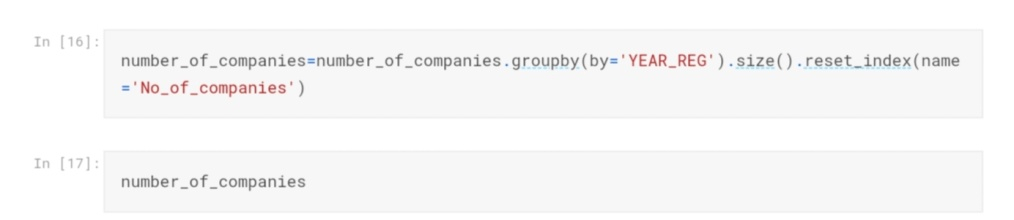 In [16]:
number_of_companies=number_of_companies.groupby(by='YEAR_REG').size().reset_index(name
='No_of_companies')
In [17]:
number_of_companies